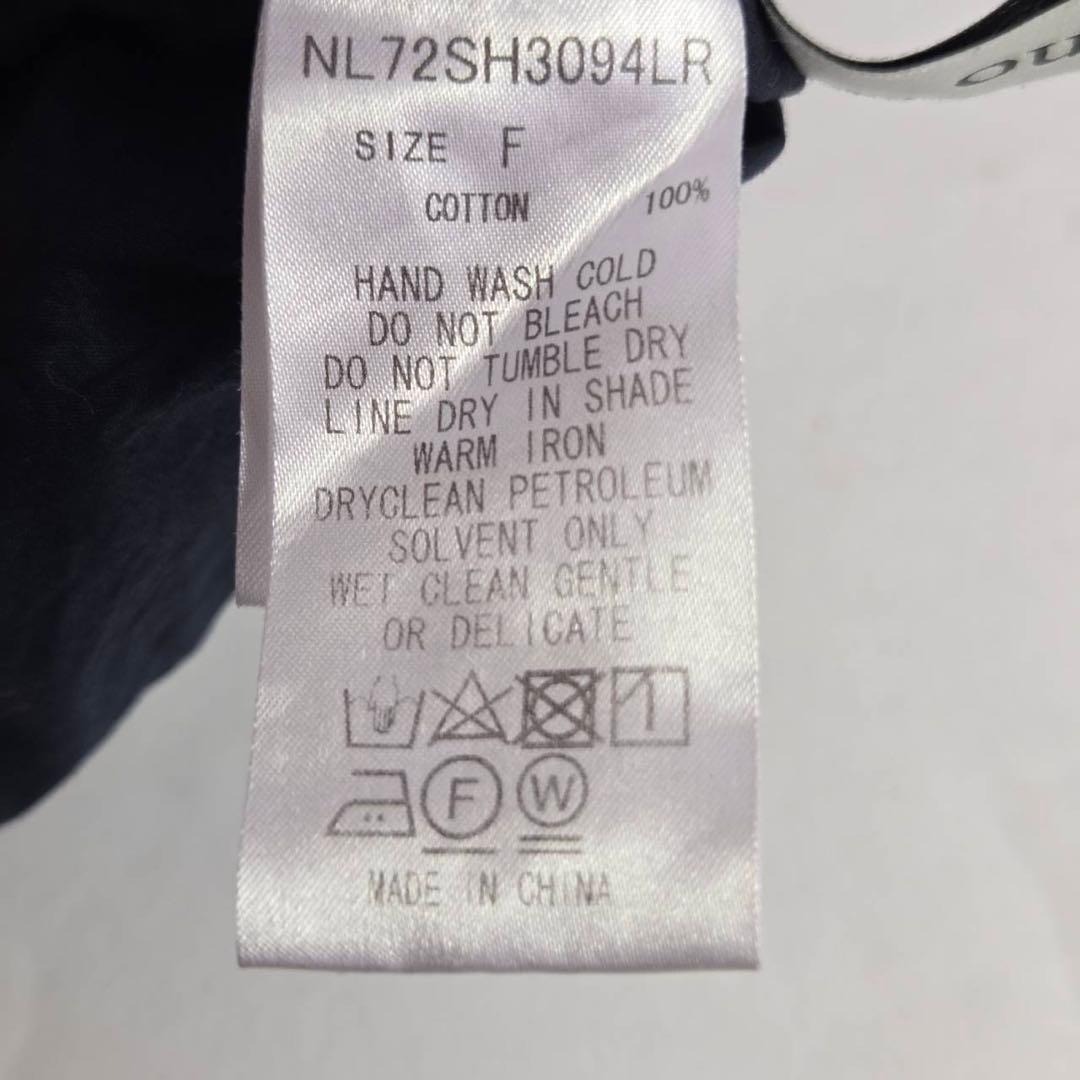 NL72SH3094LR
SIZE F
COTTON 100%
HAND WASH COLD
DO NOT BLEACH
DO NOT TUMBLE DRY
LINE DRY IN SHADE
WARM IRON
DRYCLEAN PETROLEUM
SOLVENT ONLY
WET CLEAN GENTLE
OR DELICATE
F W
MADE IN CHINA